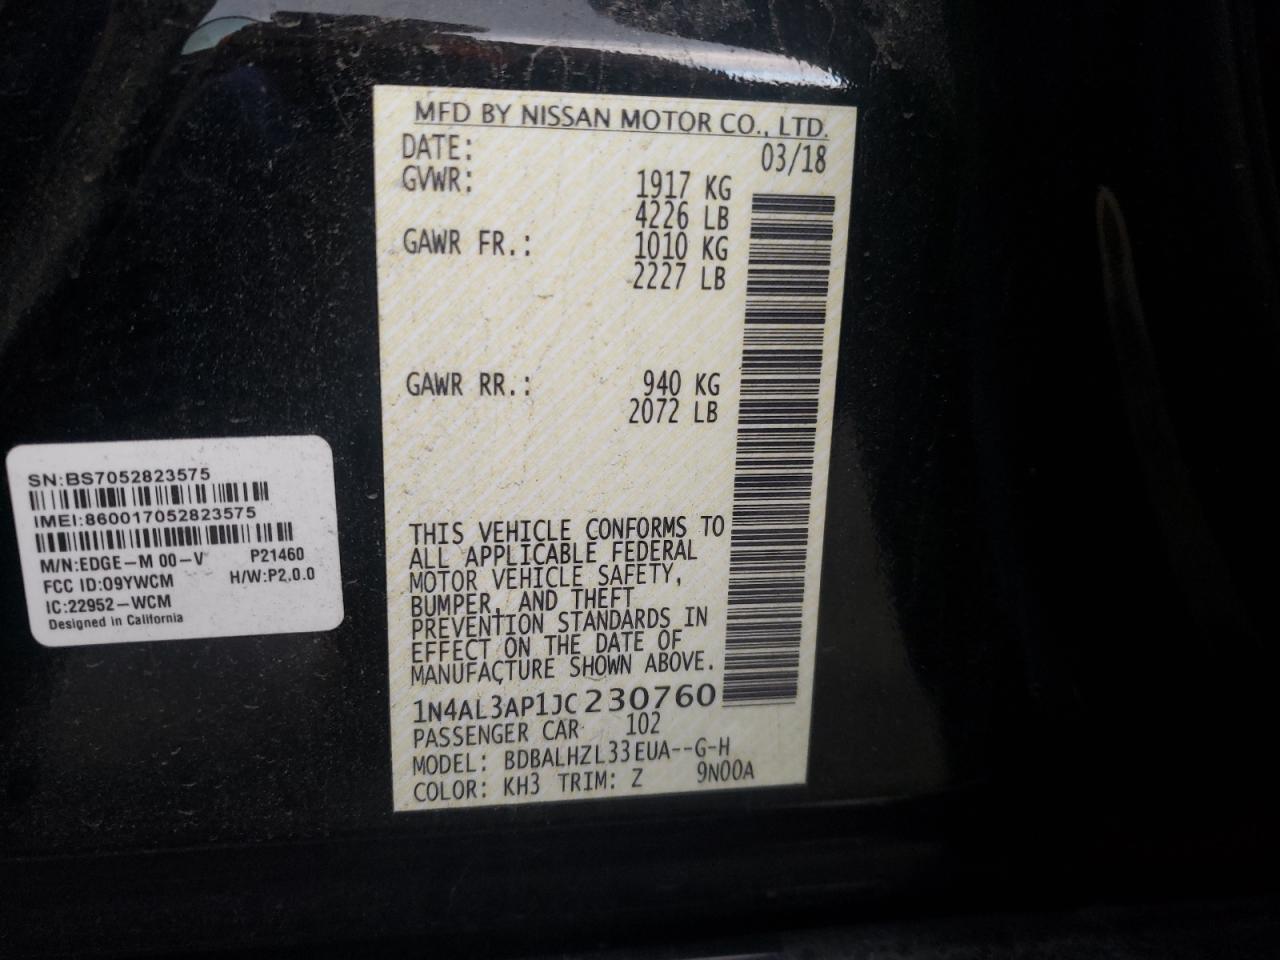 MFD BY NISSAN MOTOR CO., LTD.
DATE: 03/18
GVWR: 1917 KG
4226 LB
GAWR FR.: 1010 KG
2227 LB
GAWR RR.: 940 KG
2072 LB
THIS VEHICLE CONFORMS TO
ALL APPLICABLE FEDERAL
MOTOR VEHICLE SAFETY,
BUMPER, AND THEFT
PREVENTION STANDARDS IN
EFFECT ON THE DATE OF
MANUFACTURE SHOWN ABOVE.
1N4AL3AP1JC230760
PASSENGER CAR 102
MODEL: BDBALHZL33EUA--G-H
COLOR: KH3 TRIM: Z 9N00A
SN:BS7052823575
IMEI:860017052823575
M/N:EDGE-M 00-V P21460
FCC ID:O9YWCM H/W:P2.0.0
IC:22952-WCM
Designed in California